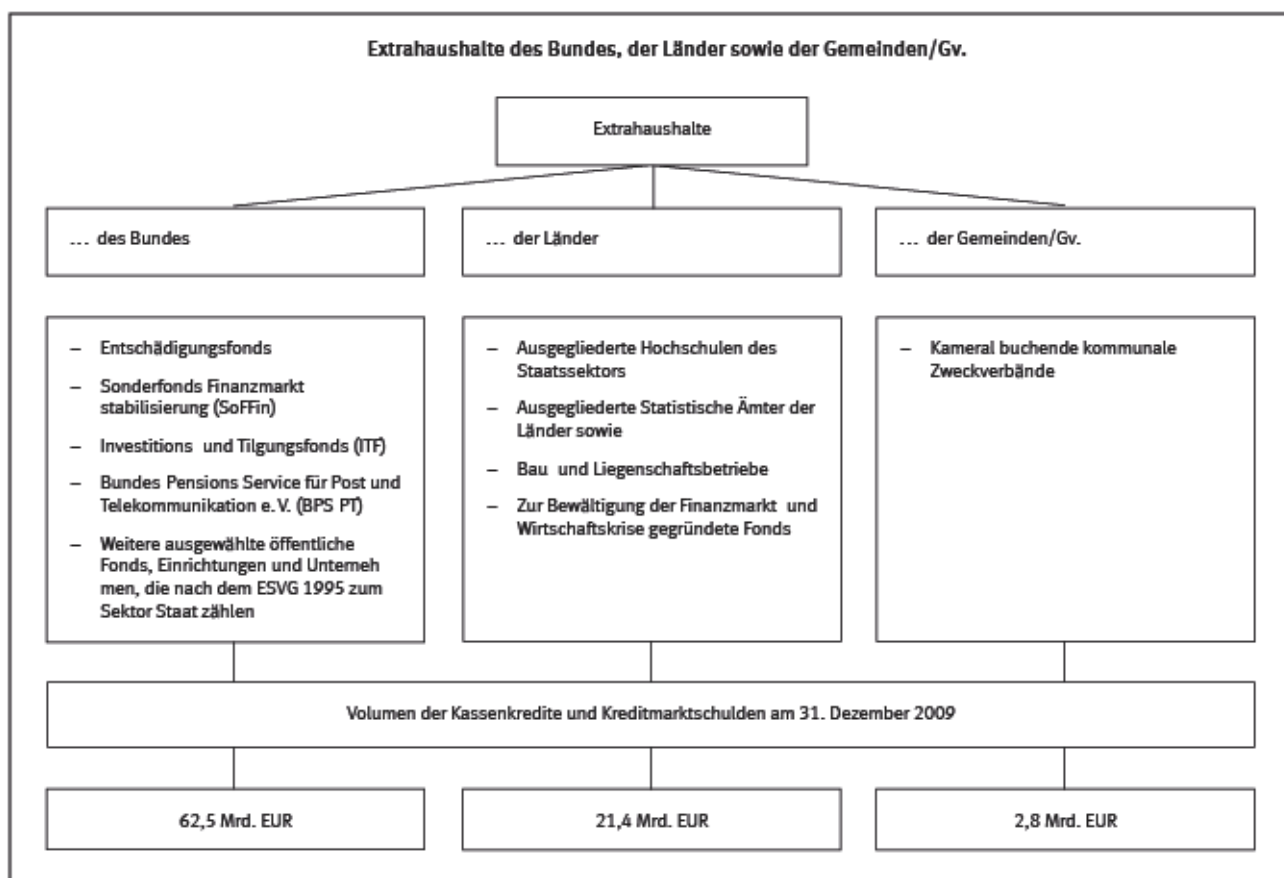 Extrahaushalte des Bundes, der Länder sowie der Gemeinden/Gv.
Extrahaushalte
... des Bundes
... der Länder
... der Gemeinden/Gv.
– Entschädigungsfonds
– Sonderfonds Finanzmarkt
stabilisierung (SoFFin)
– Investitions und Tilgungsfonds (ITF)
– Bundes Pensions Service für Post und
Telekommunikation e. V. (BPS PT)
– Weitere ausgewählte öffentliche
Fonds, Einrichtungen und Unterneh
men, die nach dem ESVG 1995 zum
Sektor Staat zählen
– Ausgegliederte Hochschulen des
Staatssektors
– Ausgegliederte Statistische Ämter der
Länder sowie
– Bau und Liegenschaftsbetriebe
– Zur Bewältigung der Finanzmarkt und
Wirtschaftskrise gegründete Fonds
– Kameral buchende kommunale
Zweckverbände
Volumen der Kassenkredite und Kreditmarktschulden am 31. Dezember 2009
62,5 Mrd. EUR
21,4 Mrd. EUR
2,8 Mrd. EUR